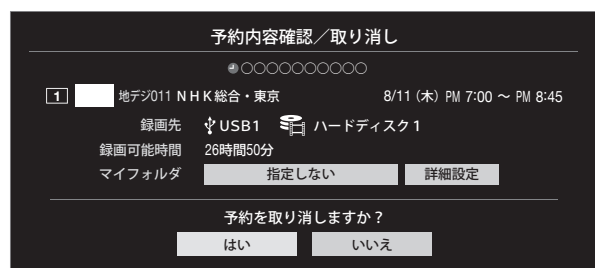 予約内容確認／取り消し
○○○○○○○○○○
1 地デジ011 NHK総合・東京 8/11 (木) PM 7:00 ～ PM 8:45
録画先 USB1 ハードディスク1
録画可能時間 26時間50分
マイフォルダ 指定しない 詳細設定
予約を取り消しますか？
はい いいえ